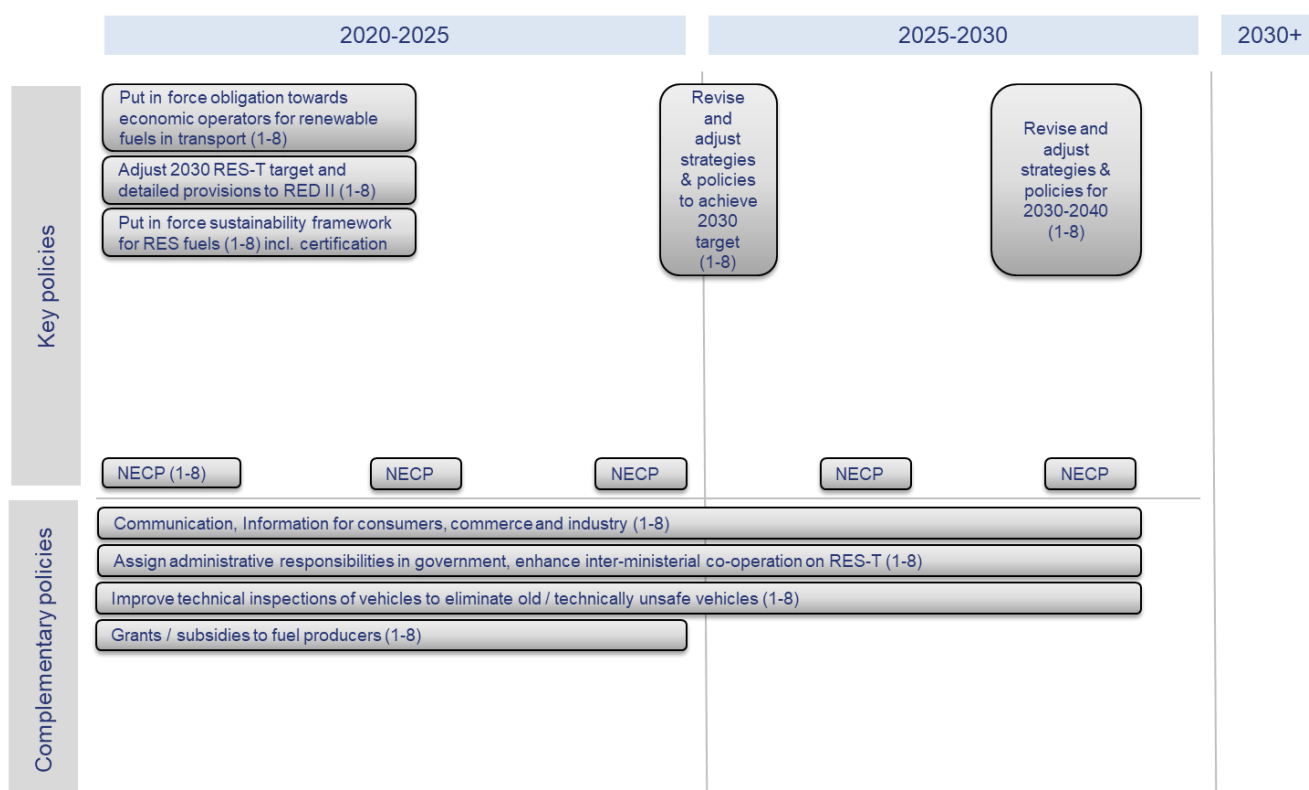 2020-2025
2025-2030
2030+
Key policies
Put in force obligation towards
economic operators for renewable
fuels in transport (1-8)
Adjust 2030 RES-T target and
detailed provisions to RED II (1-8)
Put in force sustainability framework
for RES fuels (1-8) incl. certification
Revise
and
adjust
strategies
& policies
to achieve
2030
target
(1-8)
Revise and
adjust
strategies &
policies for
2030-2040
(1-8)
NECP (1-8)
NECP
NECP
NECP
NECP
Complementary policies
Communication, Information for consumers, commerce and industry (1-8)
Assign administrative responsibilities in government, enhance inter-ministerial co-operation on RES-T (1-8)
Improve technical inspections of vehicles to eliminate old / technically unsafe vehicles (1-8)
Grants / subsidies to fuel producers (1-8)